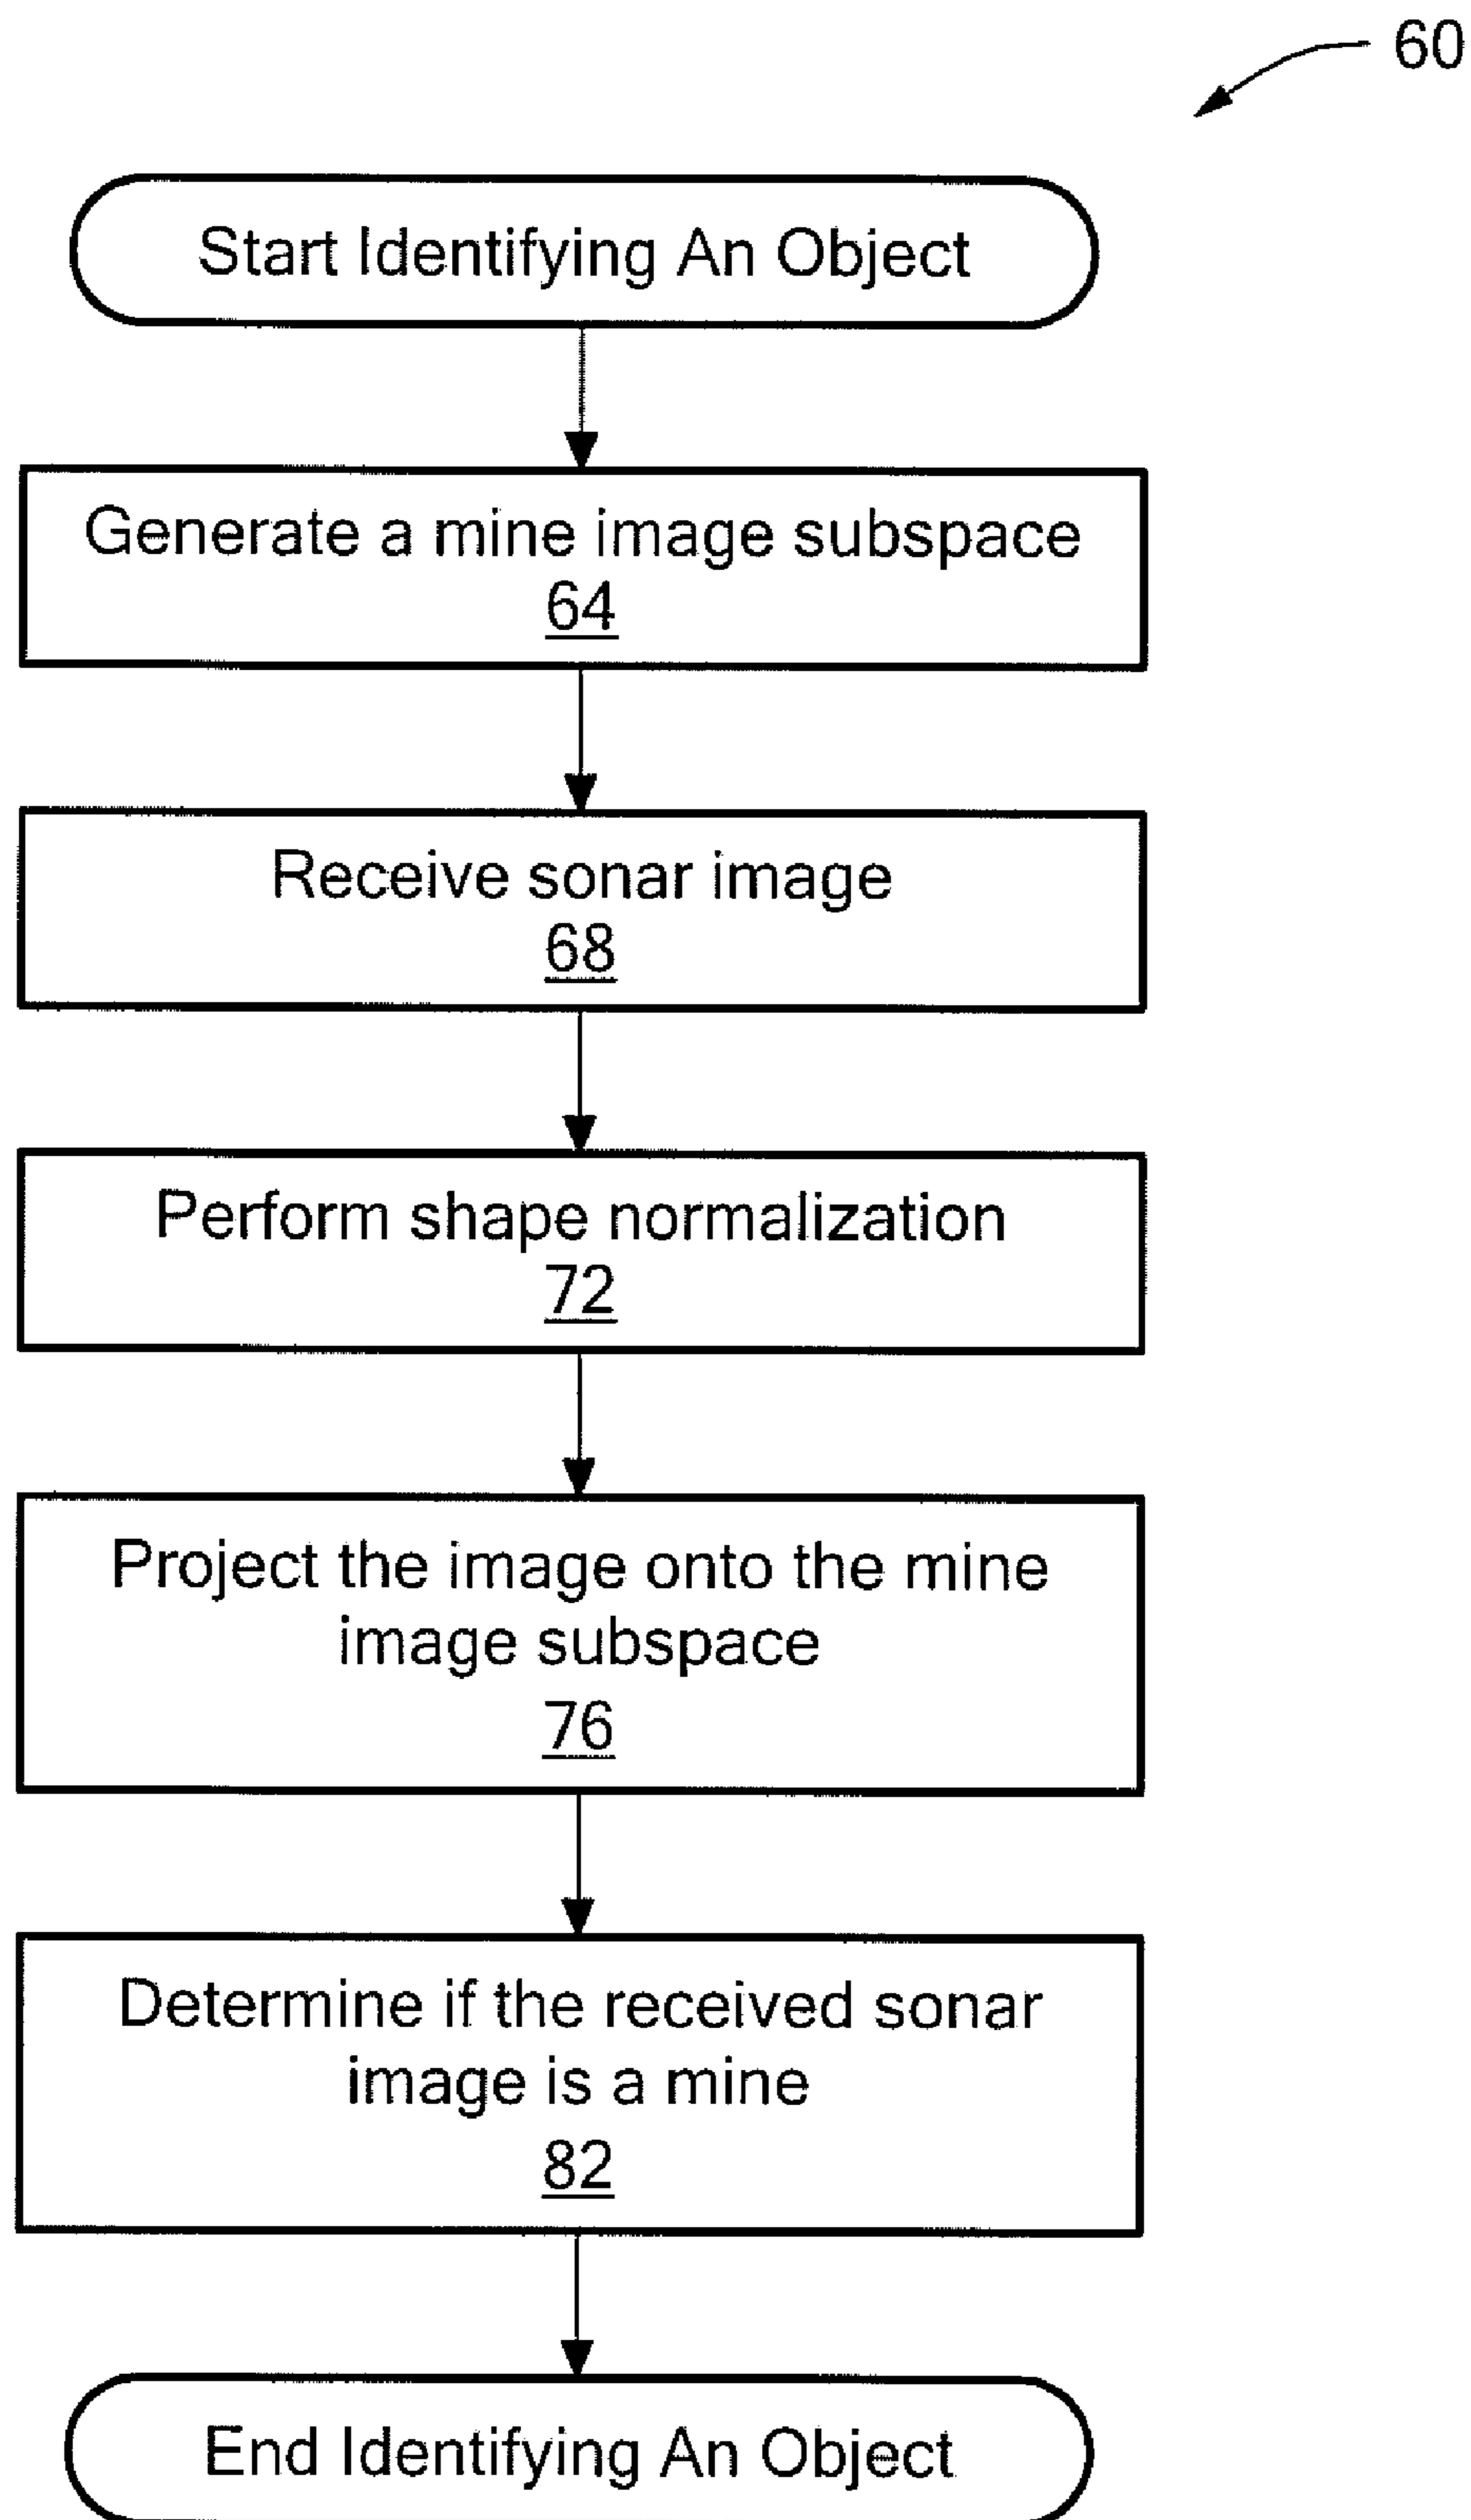 60
Start Identifying An Object
Generate a mine image subspace
64
Receive sonar image
68
Perform shape normalization
72
Project the image onto the mine
image subspace
76
Determine if the received sonar
image is a mine
82
End Identifying An Object